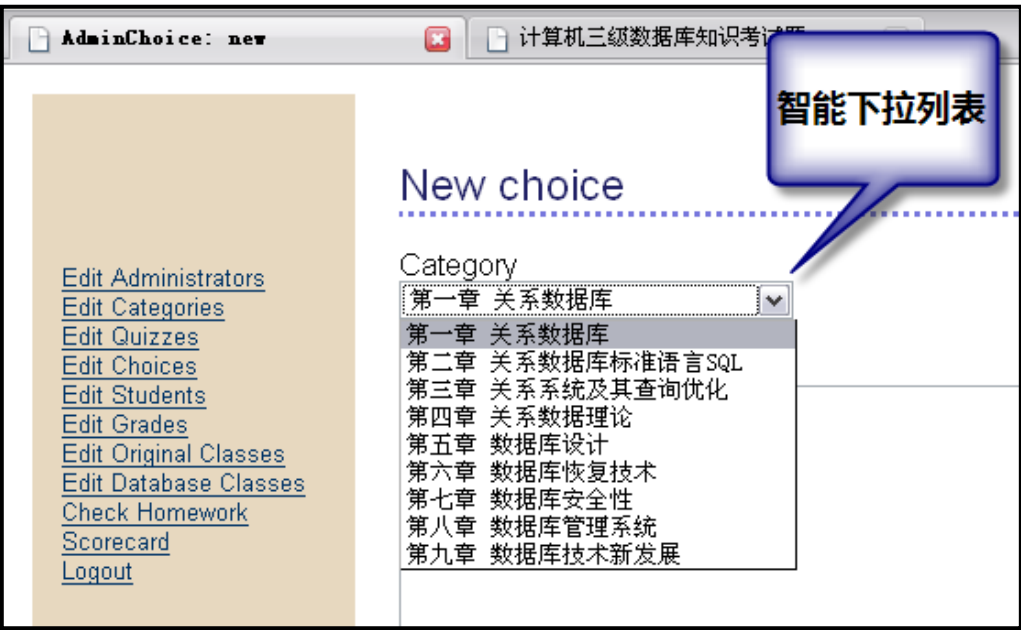 AdminChoice: new
计算机三级数据库知识考试题
智能下拉列表
New choice
Category
第一章 关系数据库
第一章 关系数据库
第二章 关系数据库标准语言SQL
第三章 关系系统及其查询优化
第四章 关系数据理论
第五章 数据库设计
第六章 数据库恢复技术
第七章 数据库安全性
第八章 数据库管理系统
第九章 数据库技术新发展
Edit Administrators
Edit Categories
Edit Quizzes
Edit Choices
Edit Students
Edit Grades
Edit Original Classes
Edit Database Classes
Check Homework
Scorecard
Logout